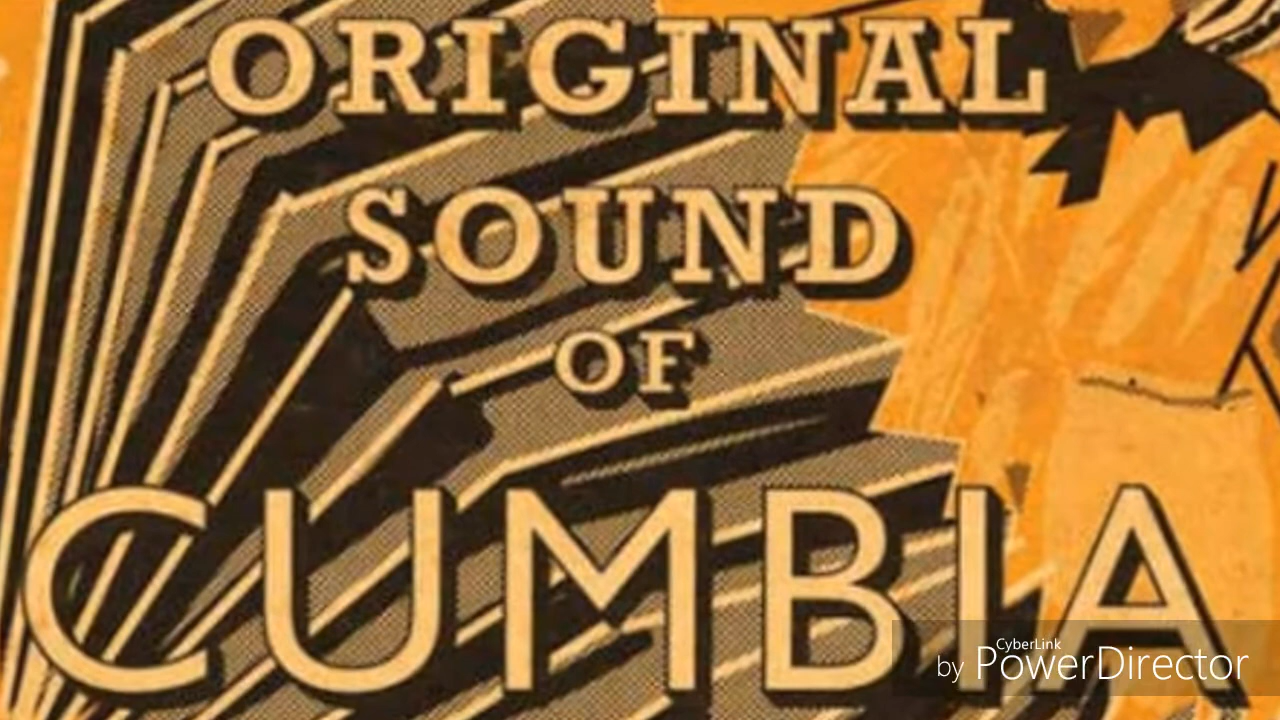 ORIGINAL
SOUND
OF
CUMBIA
CyberLink
by PowerDirector